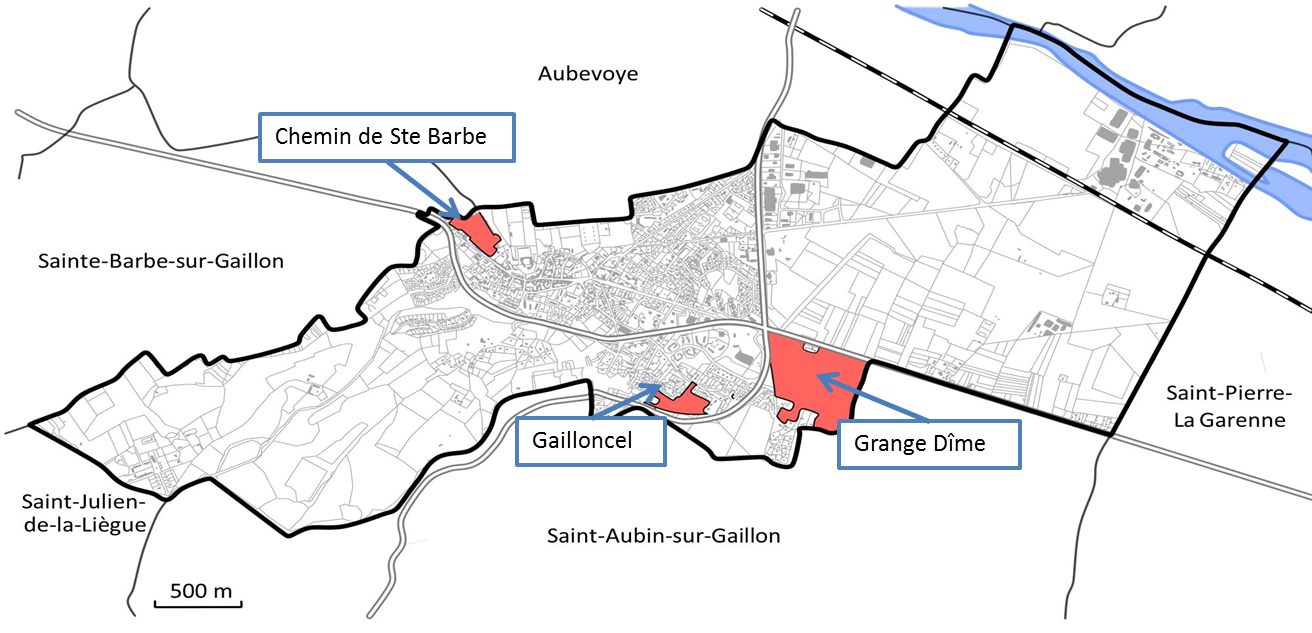 Aubevoye
Chemin de Ste Barbe
Sainte-Barbe-sur-Gaillon
Saint-Pierre-
La Garenne
Gailloncel
Grange Dîme
Saint-Julien-
de-la-Liègue
Saint-Aubin-sur-Gaillon
500 m